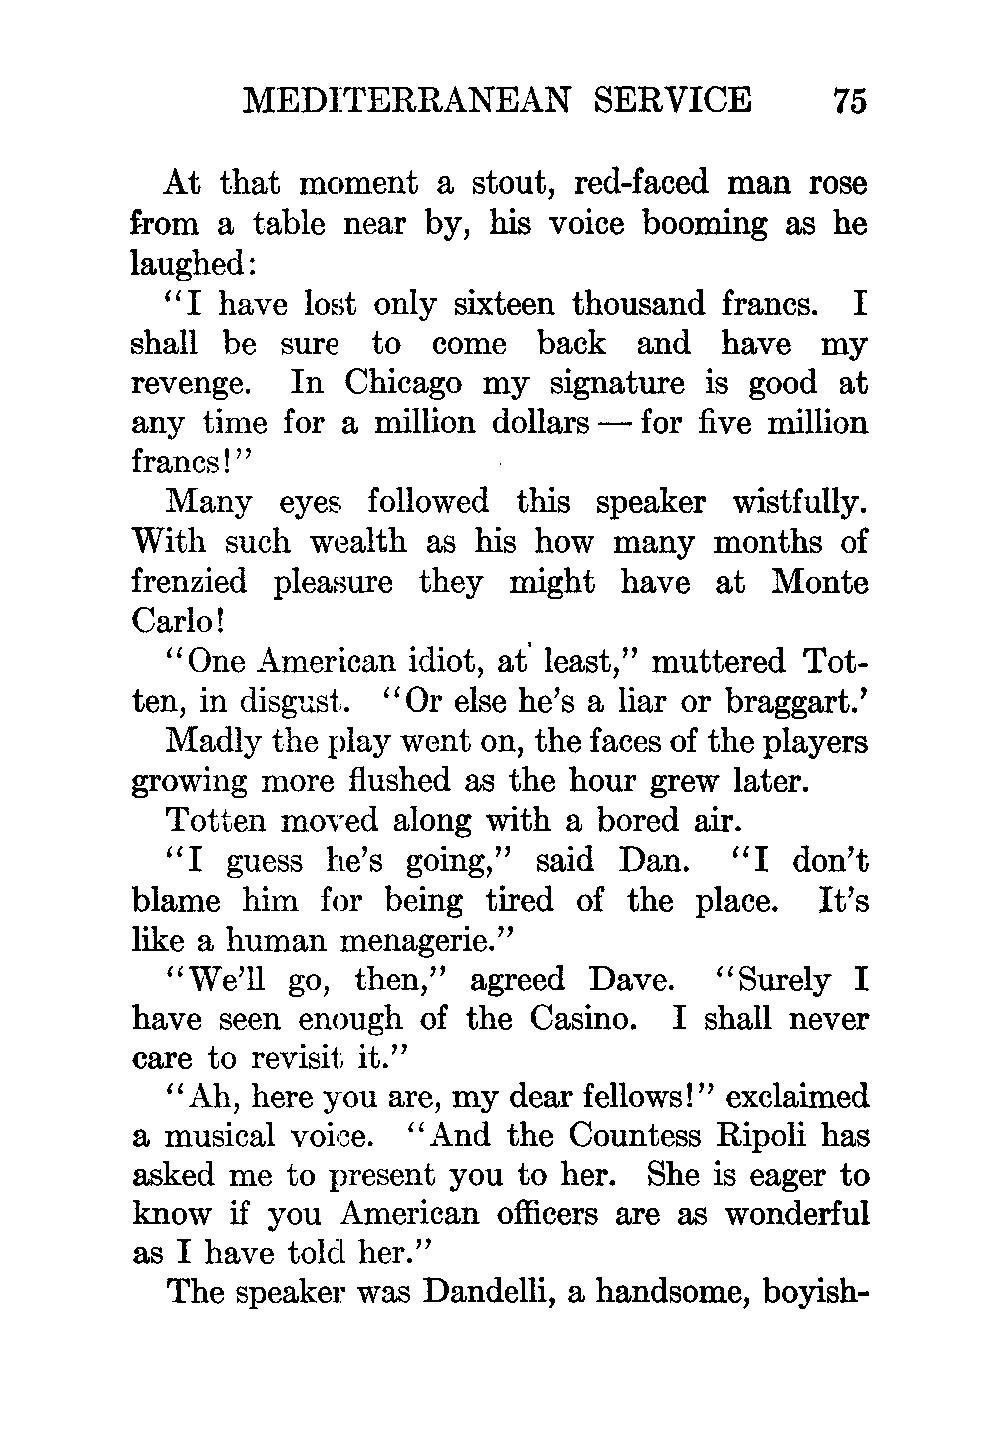 MEDITERRANEAN SERVICE 75
At that moment a stout, red-faced man rose
from a table near by, his voice booming as he
laughed:
“I have lost only sixteen thousand francs. I
shall be sure to come back and have my
revenge. In Chicago my signature is good at
any time for a million dollars — for five million
francs!”
Many eyes followed this speaker wistfully.
With such wealth as his how many months of
frenzied pleasure they might have at Monte
Carlo!
“One American idiot, at least,” muttered Tot-
ten, in disgust. “Or else he’s a liar or braggart.’
Madly the play went on, the faces of the players
growing more flushed as the hour grew later.
Totten moved along with a bored air.
“I guess he’s going,” said Dan. “I don’t
blame him for being tired of the place. It’s
like a human menagerie.”
“We’ll go, then,” agreed Dave. “Surely I
have seen enough of the Casino. I shall never
care to revisit it.”
“Ah, here you are, my dear fellows!” exclaimed
a musical voice. “And the Countess Ripoli has
asked me to present you to her. She is eager to
know if you American officers are as wonderful
as I have told her.”
The speaker was Dandelli, a handsome, boyish-